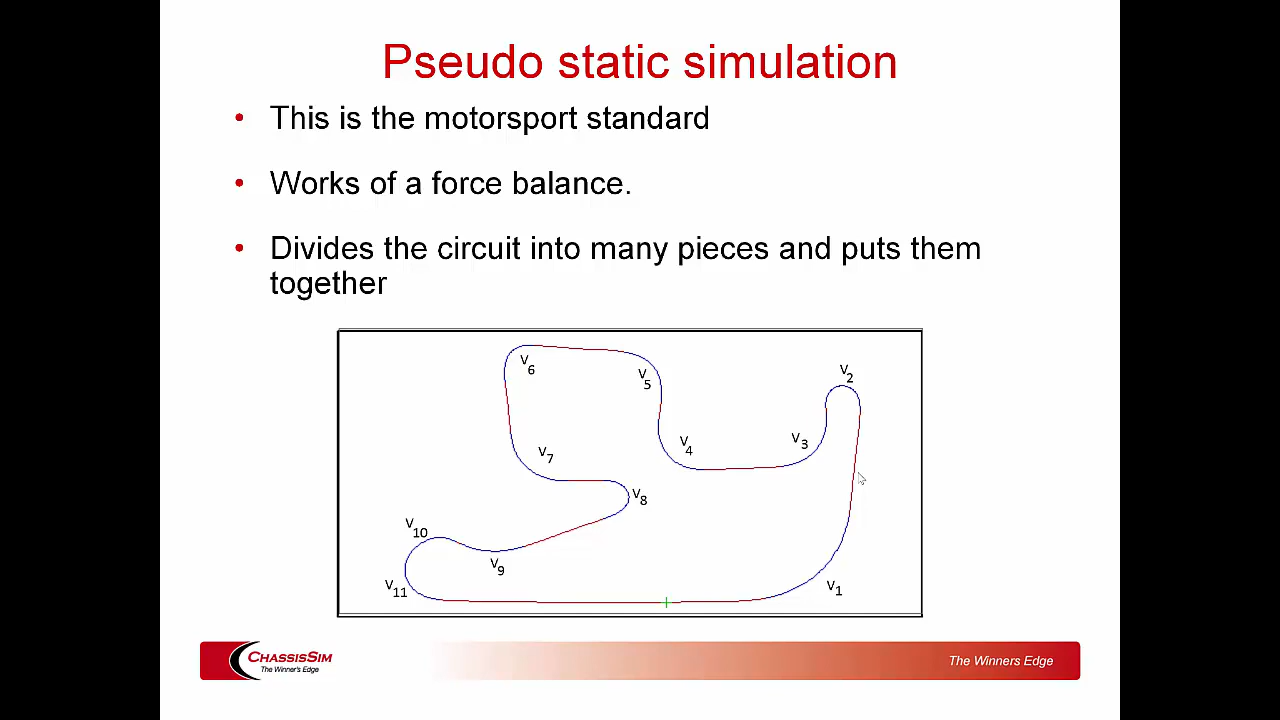 Pseudo static simulation
• This is the motorsport standard
• Works of a force balance.
• Divides the circuit into many pieces and puts them
together
V6
V5
V2
V4
V3
V7
V8
V10
V9
V11
V1
CHASSISSIM
The Winner's Edge
The Winners Edge